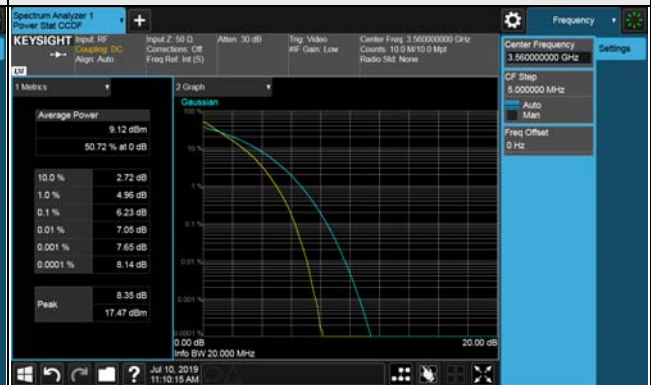 Spectrum Analyzer 1
Power Stat CCDF
Frequency
KEYSIGHT
Input: RF
Coupling: DC
Align: Auto
Input Z: 50 Ω
Corrections: Off
Freq Ref: Int (S)
Atten: 30 dB
Trig: Video
#IF Gain: Low
Center Freq: 3.560000000 GHz
Counts: 10.0 M/10.0 Mpt
Radio Std: None
Center Frequency
3.560000000 GHz
Settings
CF Step
5.000000 MHz
Auto
Man
Freq Offset
0 Hz
1 Metrics
Average Power
9.12 dBm
50.72 % at 0 dB
10.0 % 2.72 dB
1.0 % 4.96 dB
0.1 % 6.23 dB
0.01 % 7.05 dB
0.001 % 7.65 dB
0.0001 % 8.14 dB
Peak
8.35 dB
17.47 dBm
2 Graph
Gaussian
100 %
10 %
1 %
0.1 %
0.01 %
0.001 %
0.0001 %
0.00 dB
20.00 dB
Info BW 20.000 MHz
Jul 10, 2019
11:10:15 AM